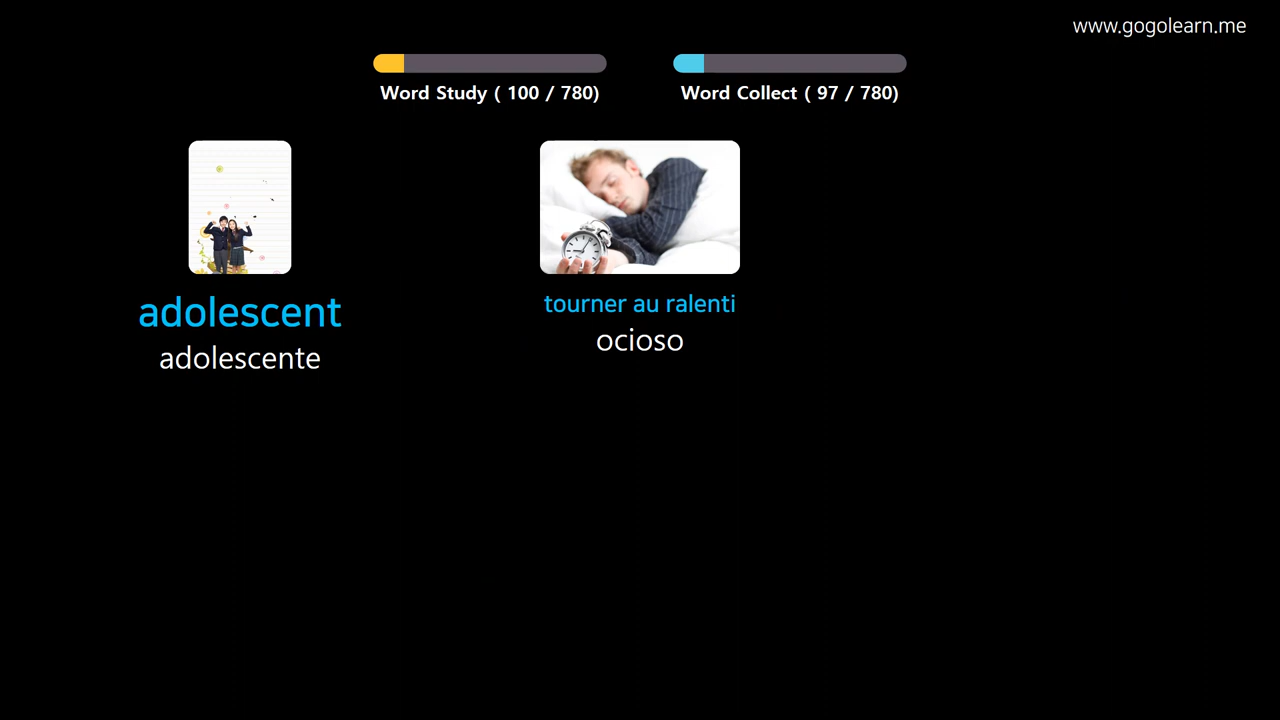 www.gogolearn.me
Word Study ( 100 / 780)
Word Collect ( 97 / 780)
adolescent
adolescente
tourner au ralenti
ocioso